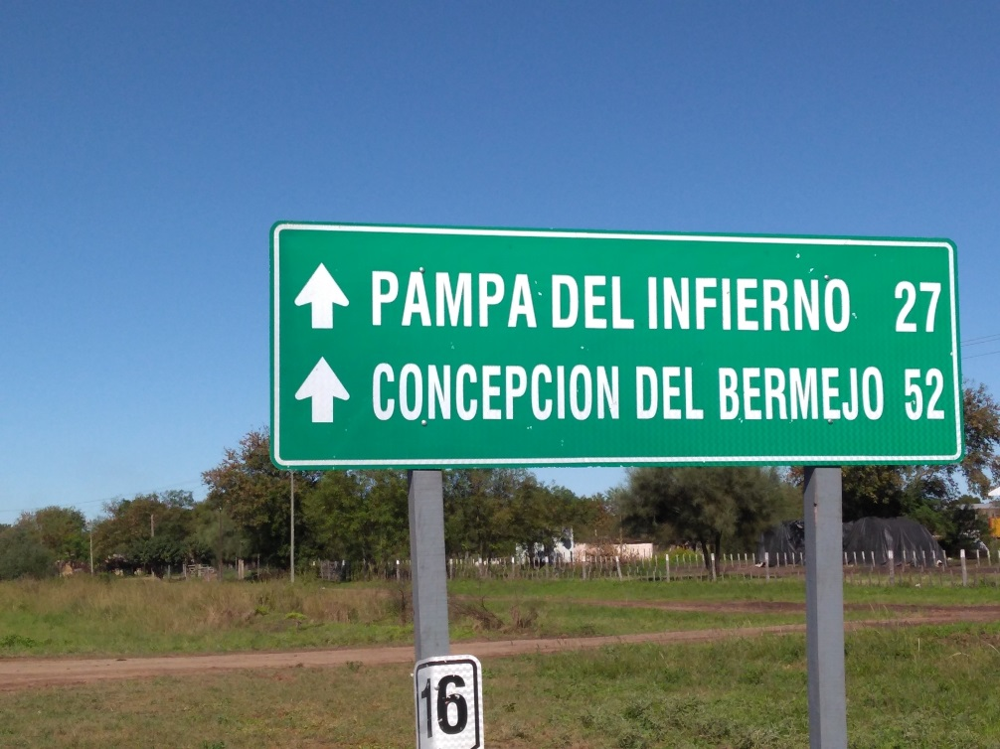 PAMPA DEL INFIERNO 27
CONCEPCION DEL BERMEJO 52
16